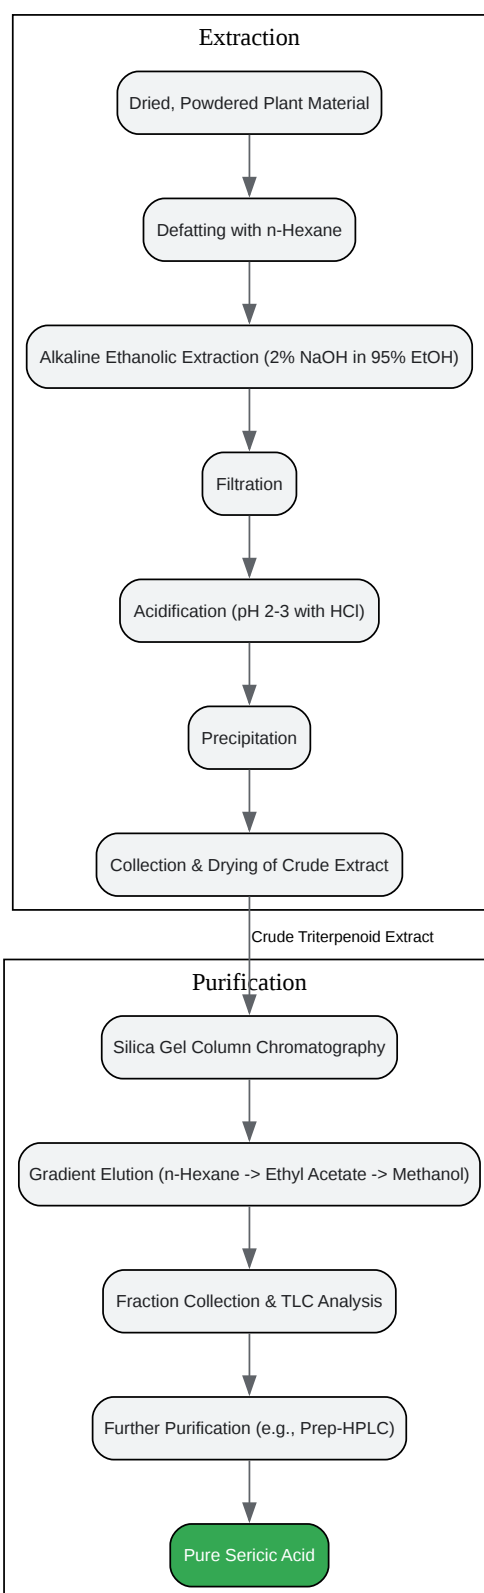 Extraction
Dried, Powdered Plant Material
Defatting with n-Hexane
Alkaline Ethanolic Extraction (2% NaOH in 95% EtOH)
Filtration
Acidification (pH 2-3 with HCl)
Precipitation
Collection & Drying of Crude Extract
Crude Triterpenoid Extract
Purification
Silica Gel Column Chromatography
Gradient Elution (n-Hexane -> Ethyl Acetate -> Methanol)
Fraction Collection & TLC Analysis
Further Purification (e.g., Prep-HPLC)
Pure Sericic Acid